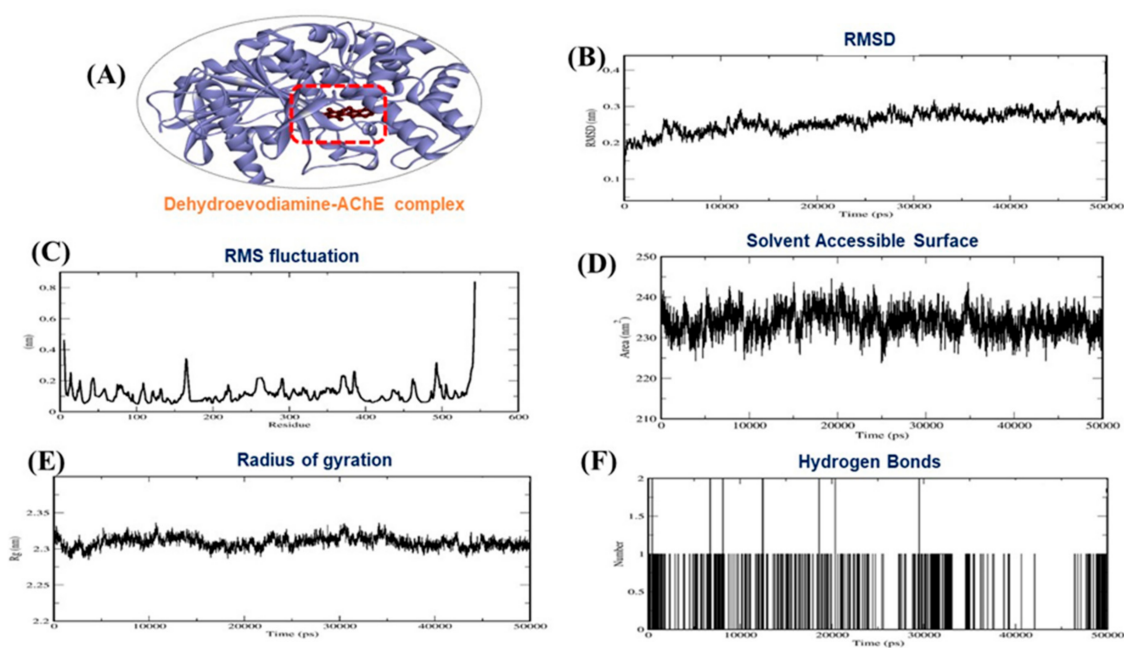 (A)
Dehydroevodiamine-AChE complex
(B)
RMSD
RMSD (nm)
0.4
0.3
0.2
0.1
0 10000 20000 30000 40000 50000
Time (ps)
(C)
RMS fluctuation
(nm)
0.8
0.6
0.4
0.2
0
0 100 200 300 400 500 600
Residue
(D)
Solvent Accessible Surface
Area (nm²)
250
240
230
220
210
0 10000 20000 30000 40000 50000
Time (ps)
(E)
Radius of gyration
Rg (nm)
2.35
2.3
2.25
2.2
0 10000 20000 30000 40000 50000
Time (ps)
(F)
Hydrogen Bonds
Number
2
1.5
1
0.5
0
0 10000 20000 30000 40000 50000
Time (ps)